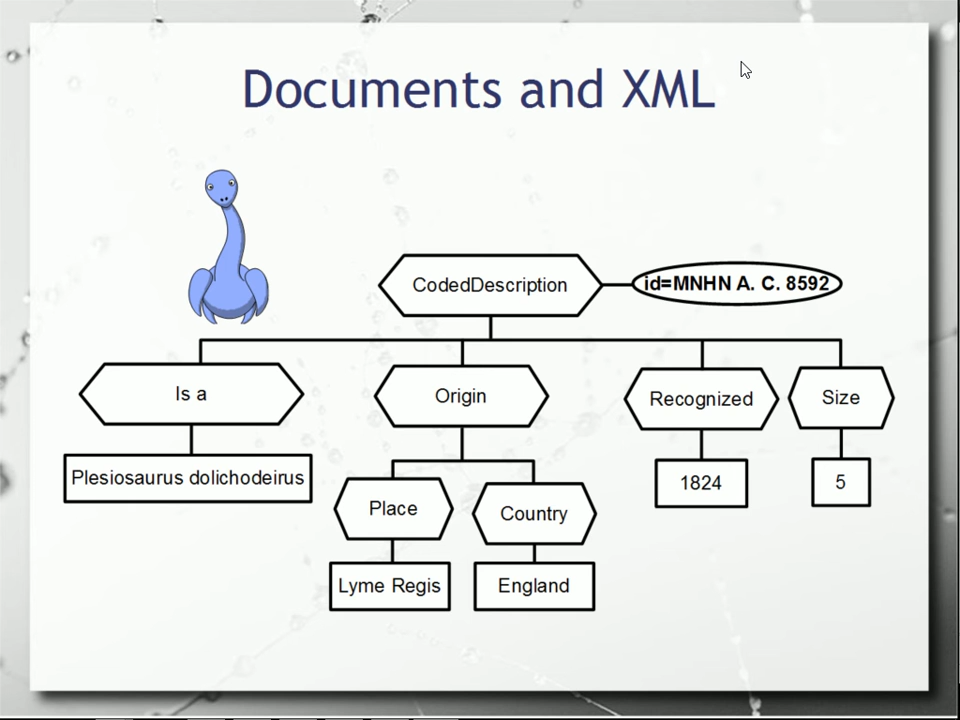 Documents and XML
CodedDescription
id=MNHN A. C. 8592
Is a
Origin
Recognized
Size
Plesiosaurus dolichodeirus
1824
5
Place
Country
Lyme Regis
England